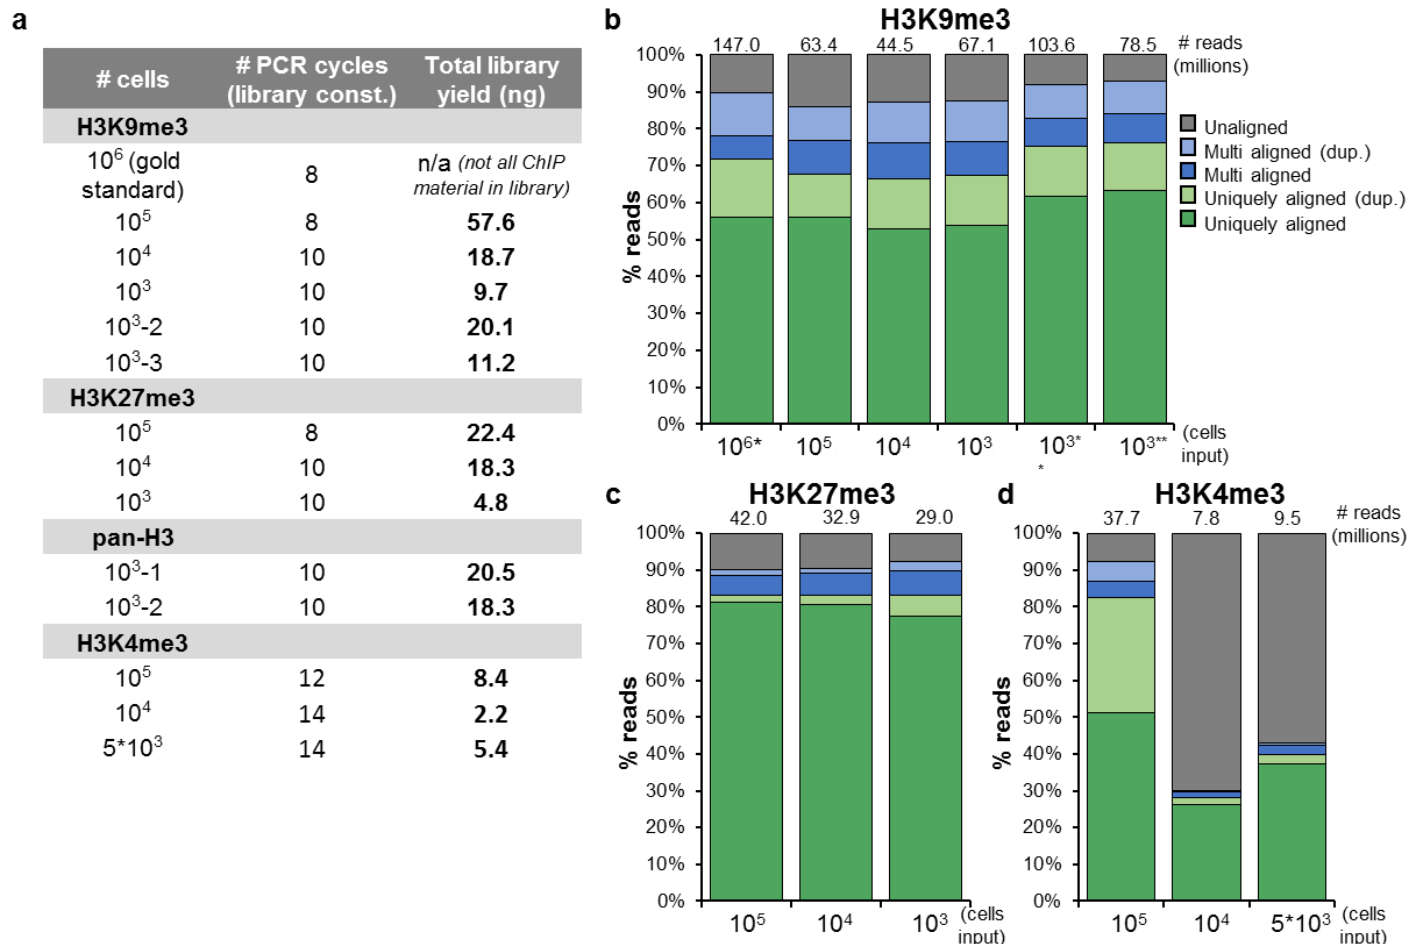 a
# cells # PCR cycles (library const.) Total library yield (ng)
H3K9me3
10⁶ (gold standard) 8 n/a (not all ChIP material in library)
10⁵ 8 57.6
10⁴ 10 18.7
10³ 10 9.7
10³-2 10 20.1
10³-3 10 11.2
H3K27me3
10⁵ 8 22.4
10⁴ 10 18.3
10³ 10 4.8
pan-H3
10³-1 10 20.5
10³-2 10 18.3
H3K4me3
10⁵ 12 8.4
10⁴ 14 2.2
5*10³ 14 5.4
b
H3K9me3
147.0 63.4 44.5 67.1 103.6 78.5 # reads
(millions)
100%
90%
80%
70%
60%
50%
40%
30%
20%
10%
0%
% reads
10⁶* 10⁵ 10⁴ 10³ 10³* 10³** (cells
* input)
Unaligned
Multi aligned (dup.)
Multi aligned
Uniquely aligned (dup.)
Uniquely aligned
c
H3K27me3
42.0 32.9 29.0
100%
90%
80%
70%
60%
50%
40%
30%
20%
10%
0%
% reads
10⁵ 10⁴ 10³ (cells
input)
d
H3K4me3
37.7 7.8 9.5 # reads
(millions)
100%
90%
80%
70%
60%
50%
40%
30%
20%
10%
0%
% reads
10⁵ 10⁴ 5*10³ (cells
input)